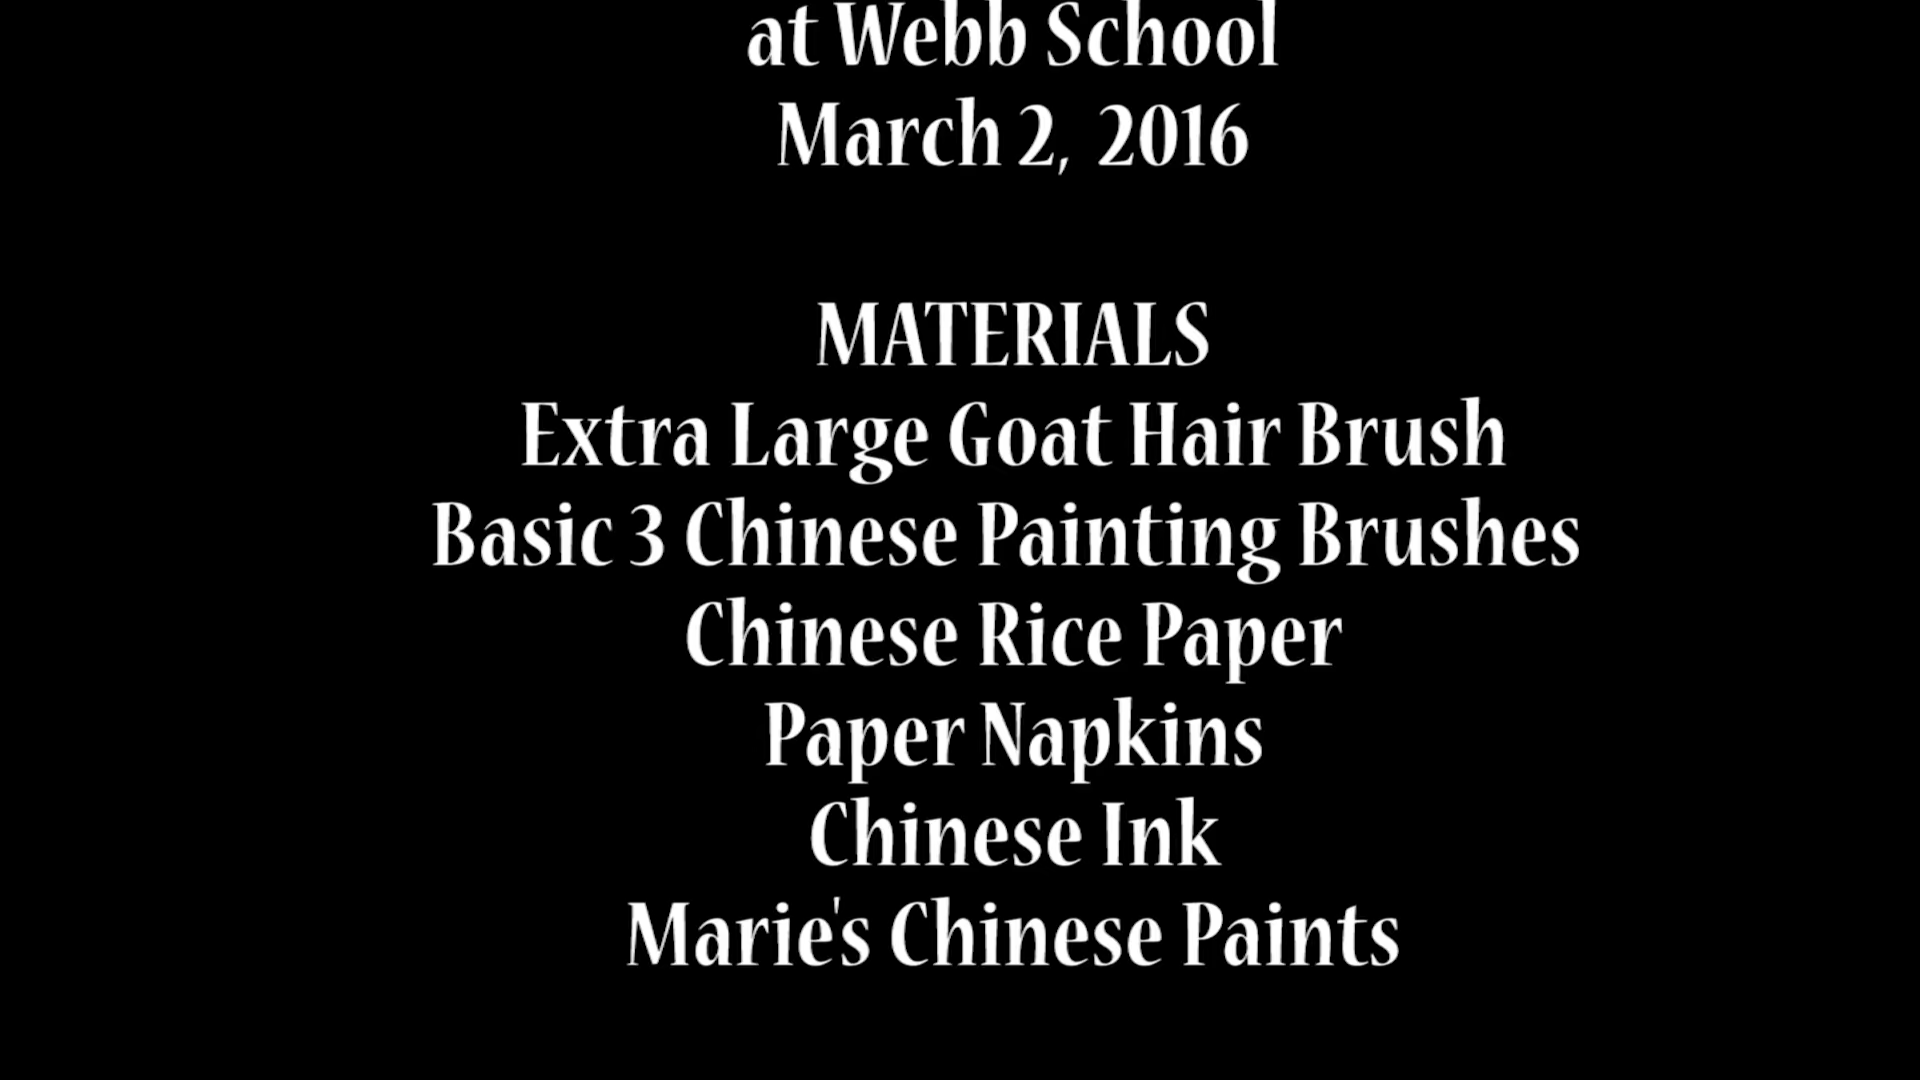 at Webb School
March 2, 2016
MATERIALS
Extra Large Goat Hair Brush
Basic 3 Chinese Painting Brushes
Chinese Rice Paper
Paper Napkins
Chinese Ink
Marie's Chinese Paints